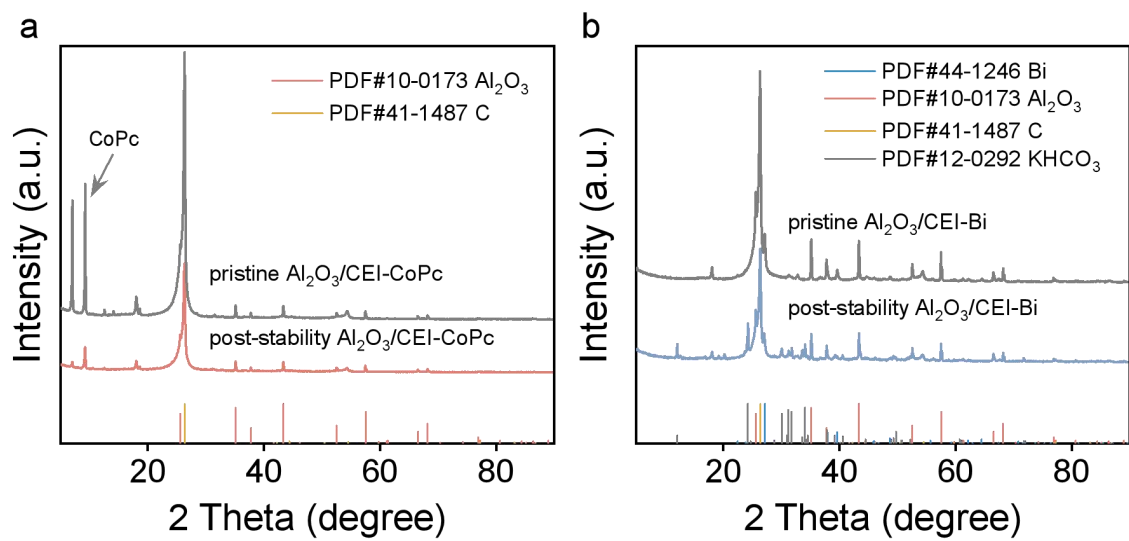 a
Intensity (a.u.)
PDF#10-0173 Al₂O₃
PDF#41-1487 C
CoPc
pristine Al₂O₃/CEI-CoPc
post-stability Al₂O₃/CEI-CoPc
20 40 60 80
2 Theta (degree)
b
Intensity (a.u.)
PDF#44-1246 Bi
PDF#10-0173 Al₂O₃
PDF#41-1487 C
PDF#12-0292 KHCO₃
pristine Al₂O₃/CEI-Bi
post-stability Al₂O₃/CEI-Bi
20 40 60 80
2 Theta (degree)